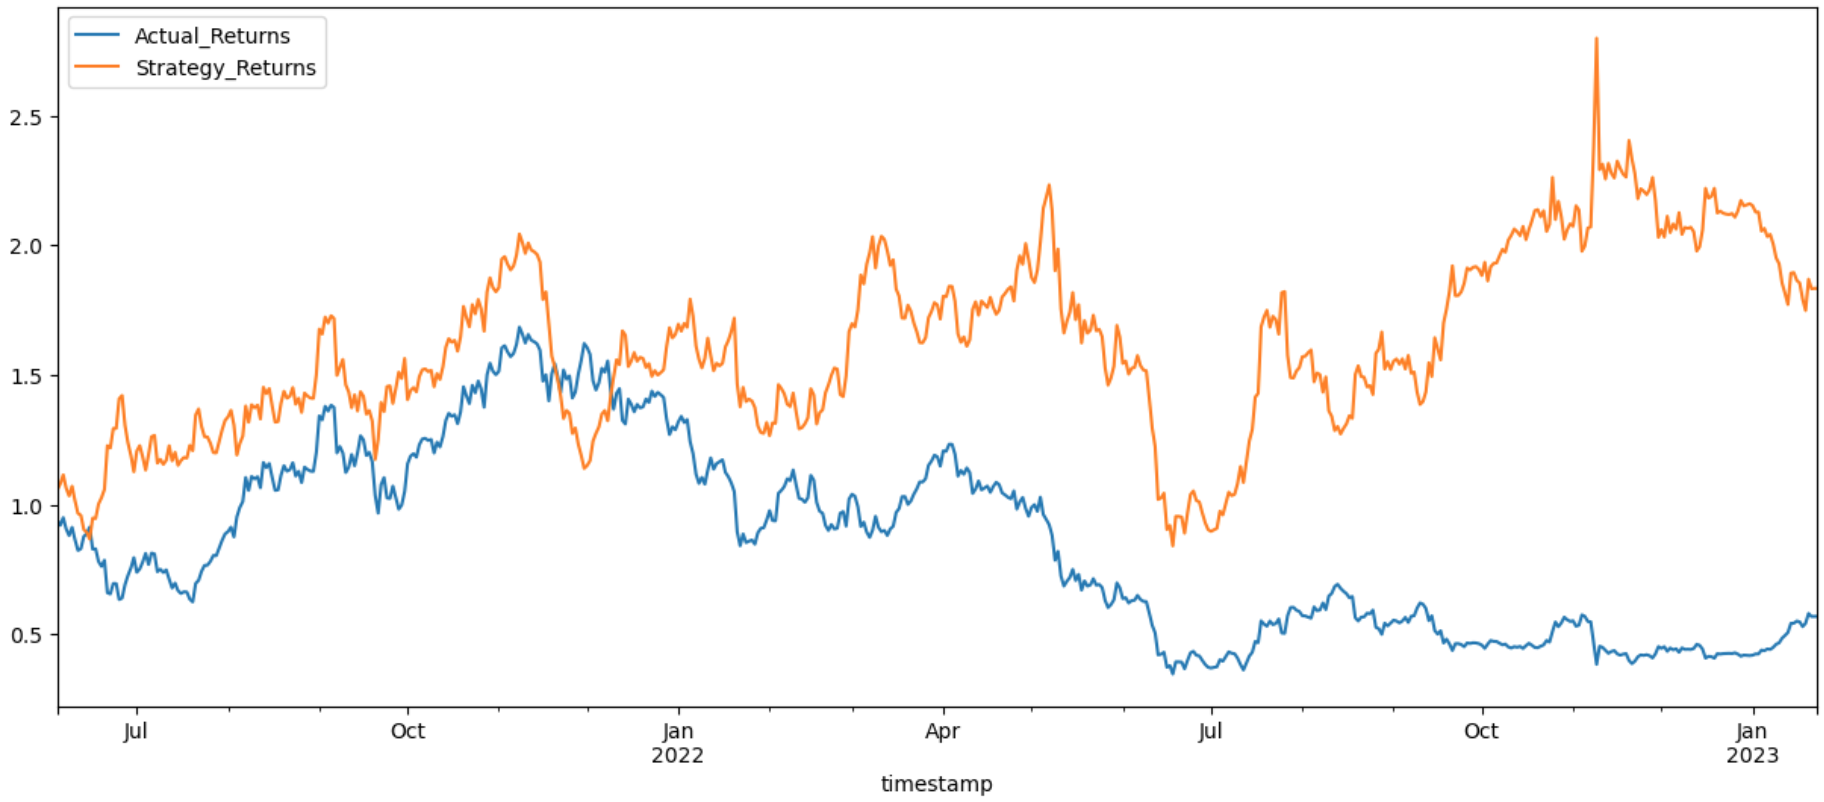 Actual_Returns
Strategy_Returns
2.5
2.0
1.5
1.0
0.5
Jul Oct Jan Apr Jul Oct Jan
2022 2023
timestamp